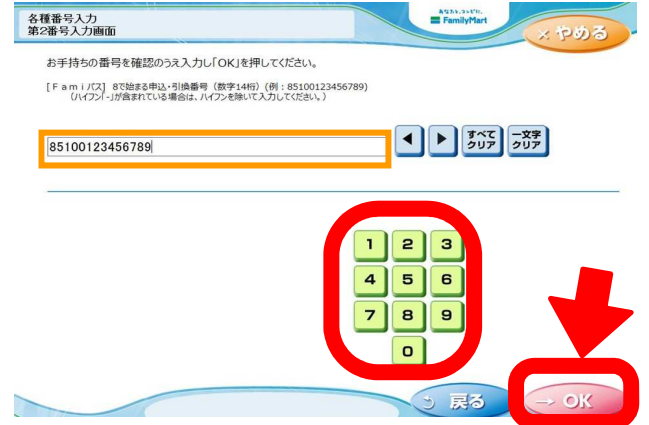 各種番号入力
第2番号入力画面
あなたと、コンビに、
FamilyMart
×やめる
お手持ちの番号を確認のうえ入力し「OK」を押してください。
[Ｆａｍｉパス] 8で始まる申込・引換番号（数字14桁）(例：85100123456789)
(ハイフン「-」が含まれている場合は、ハイフンを除いて入力してください。)
85100123456789
◀ ▶ すべてクリア 一文字クリア
1 2 3
4 5 6
7 8 9
0
戻る
→ OK